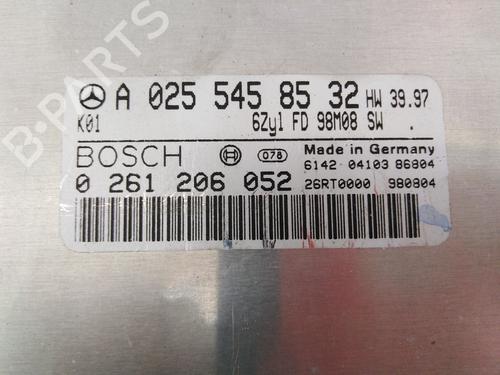 B-PARTS
A 025 545 85 32 HW 39.97
K01 6Zyl FD 98M08 SW .
BOSCH 078 Made in Germany
6142 04103 86804
0 261 206 052 26RT0000 980804